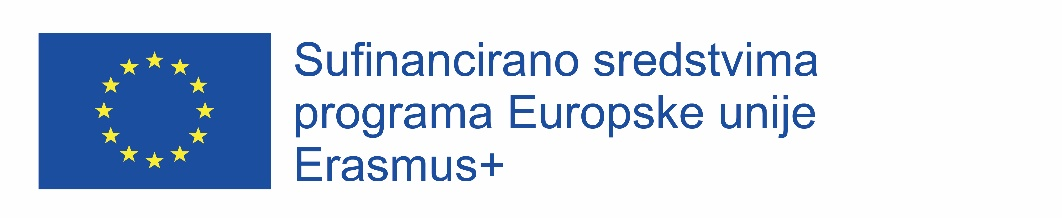 Sufinancirano sredstvima
programa Europske unije
Erasmus+